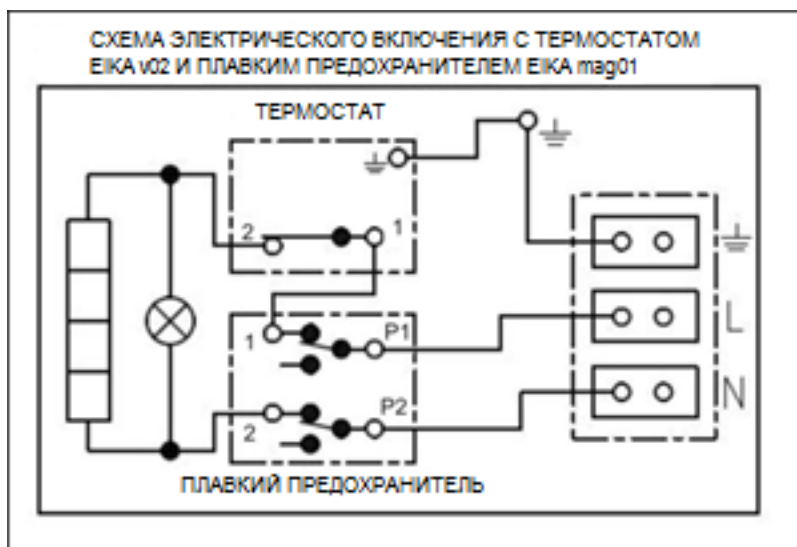 СХЕМА ЭЛЕКТРИЧЕСКОГО ВКЛЮЧЕНИЯ С ТЕРМОСТАТОМ
EIKA v02 И ПЛАВКИМ ПРЕДОХРАНИТЕЛЕМ EIKA mag01
ТЕРМОСТАТ
2
1
1
P1
L
2
P2
N
ПЛАВКИЙ ПРЕДОХРАНИТЕЛЬ